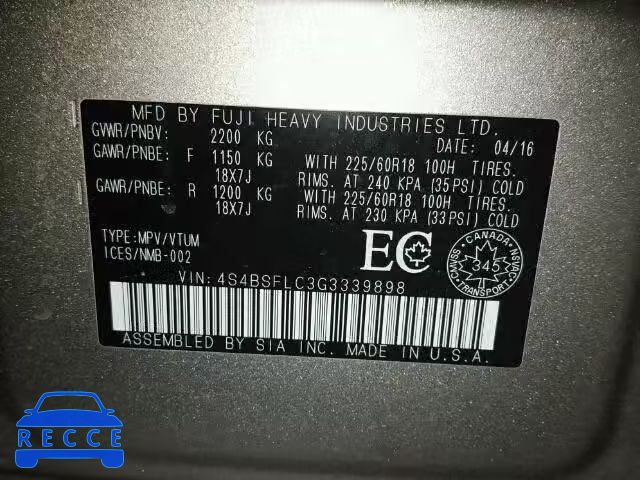 MFD BY FUJI HEAVY INDUSTRIES LTD.
GVWR/PNBV: 2200 KG DATE: 04/16
GAWR/PNBE: F 1150 KG WITH 225/60R18 100H TIRES.
18X7J RIMS. AT 240 KPA (35PSI) COLD
GAWR/PNBE: R 1200 KG WITH 225/60R18 100H TIRES.
18X7J RIMS. AT 230 KPA (33PSI) COLD
TYPE:MPV/VTUM
ICES/NMB-002
EC
CANADA
CMVSS NSVAC
345
TRANSPORT
VIN: 4S4BSFLC3G3339898
ASSEMBLED BY SIA INC. MADE IN U.S.A.
RECCE